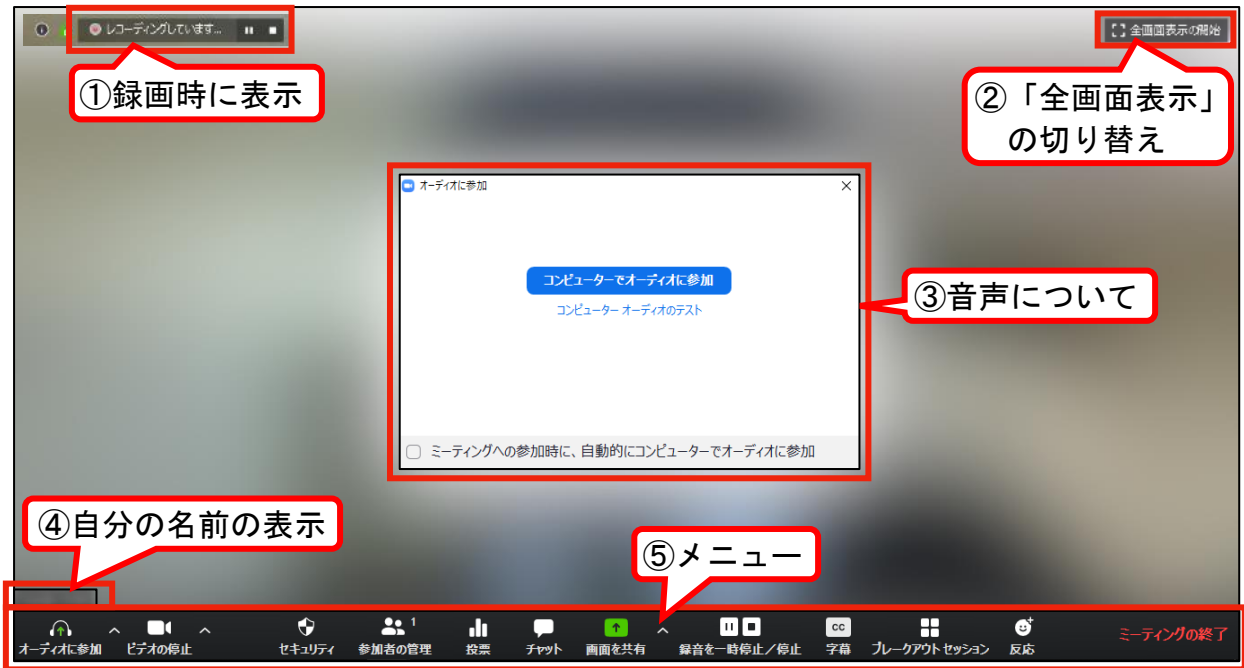 レコーディングしています...
全画面表示の開始
①録画時に表示
②「全画面表示」
の切り替え
オーディオに参加
コンピューターでオーディオに参加
コンピューター オーディオのテスト
③音声について
ミーティングへの参加時に、自動的にコンピューターでオーディオに参加
④自分の名前の表示
⑤メニュー
1
CC
オーディオに参加
ビデオの停止
セキュリティ
参加者の管理
投票
チャット
画面を共有
録音を一時停止/停止
字幕
ブレークアウト セッション
反応
ミーティングの終了